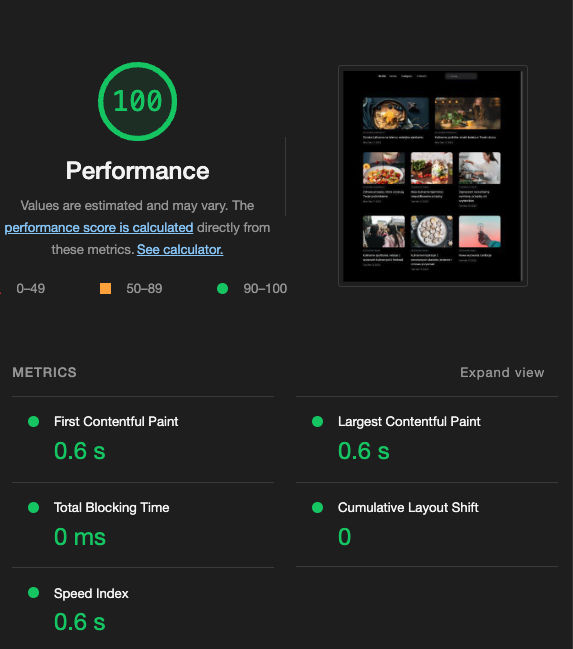 100
Performance
Values are estimated and may vary. The
performance score is calculated directly from
these metrics. See calculator.
0–49
50–89
90–100
METRICS
Expand view
First Contentful Paint
0.6 s
Largest Contentful Paint
0.6 s
Total Blocking Time
0 ms
Cumulative Layout Shift
0
Speed Index
0.6 s